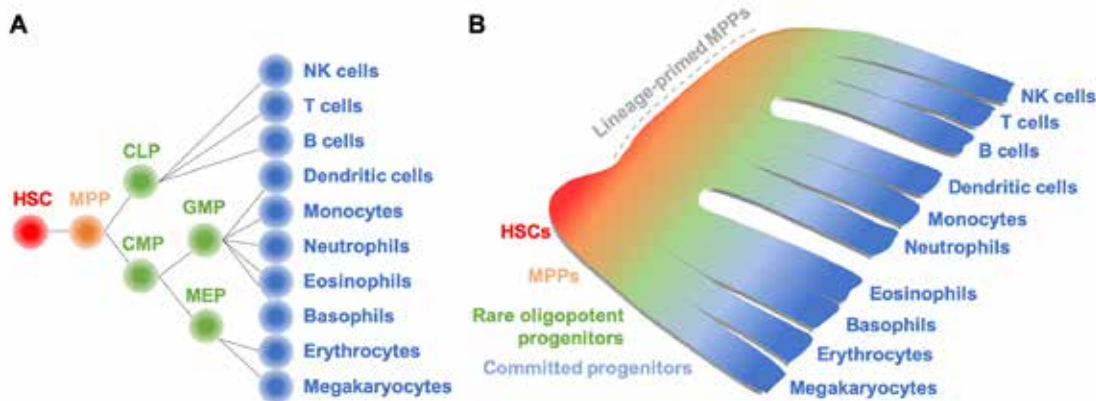 A
NK cells
T cells
B cells
CLP
Dendritic cells
HSC
MPP
GMP
Monocytes
CMP
Neutrophils
Eosinophils
MEP
Basophils
Erythrocytes
Megakaryocytes
B
Lineage-primed MPPs
NK cells
T cells
B cells
Dendritic cells
Monocytes
Neutrophils
HSCs
MPPs
Eosinophils
Rare oligopotent
progenitors
Basophils
Erythrocytes
Committed progenitors
Megakaryocytes